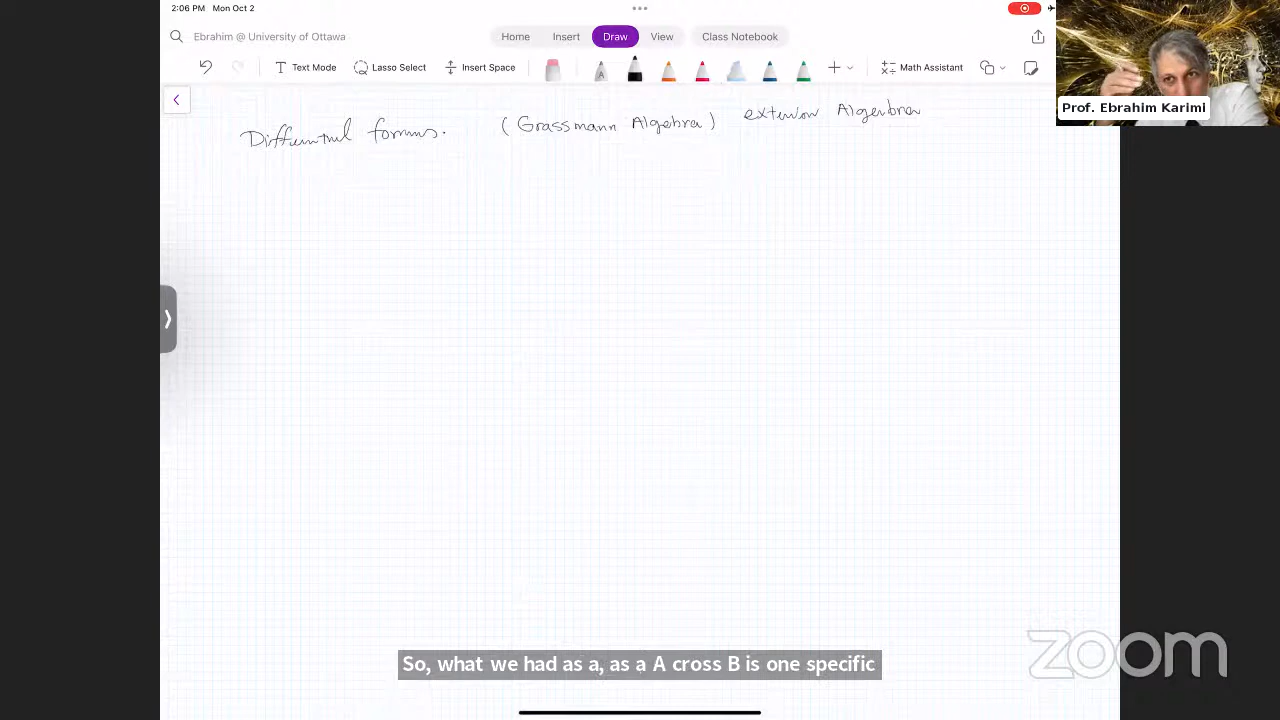 2:06 PM Mon Oct 2
Ebrahim @ University of Ottawa
Home Insert Draw View Class Notebook
Text Mode Lasso Select Insert Space A Math Assistant
Prof. Ebrahim Karimi
Differential forms. (Grassmann Algebra) exterior Algebra
So, what we had as a, as a A cross B is one specific
zoom